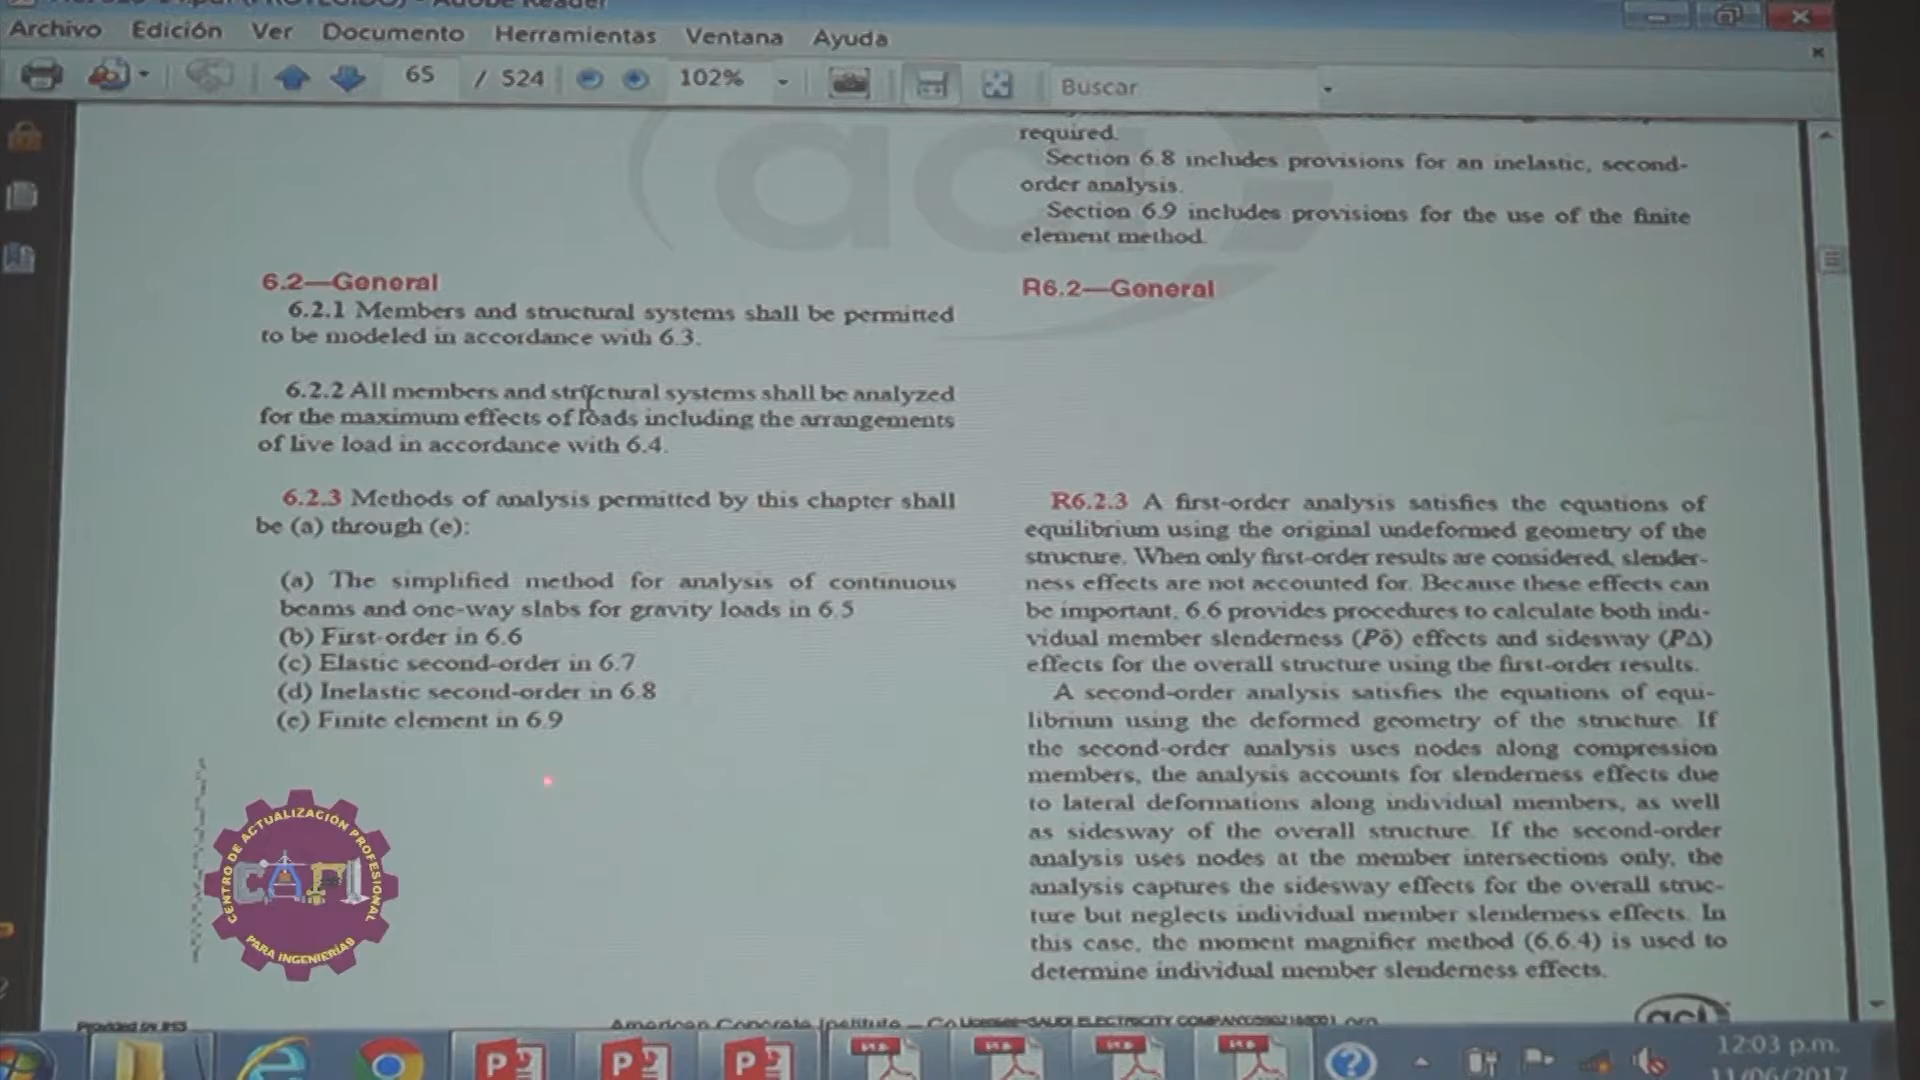 Archivo Edición Ver Documento Herramientas Ventana Ayuda
65 / 524 102% Buscar
required.
Section 6.8 includes provisions for an inelastic, second-
order analysis.
Section 6.9 includes provisions for the use of the finite
element method.
aci
6.2—General
6.2.1 Members and structural systems shall be permitted
to be modeled in accordance with 6.3.
6.2.2 All members and structural systems shall be analyzed
for the maximum effects of loads including the arrangements
of live load in accordance with 6.4.
6.2.3 Methods of analysis permitted by this chapter shall
be (a) through (e):
(a) The simplified method for analysis of continuous
beams and one-way slabs for gravity loads in 6.5
(b) First-order in 6.6
(c) Elastic second-order in 6.7
(d) Inelastic second-order in 6.8
(e) Finite element in 6.9
R6.2—General
R6.2.3 A first-order analysis satisfies the equations of
equilibrium using the original undeformed geometry of the
structure. When only first-order results are considered, slender-
ness effects are not accounted for. Because these effects can
be important, 6.6 provides procedures to calculate both indi-
vidual member slenderness (Pδ) effects and sidesway (PΔ)
effects for the overall structure using the first-order results.
A second-order analysis satisfies the equations of equi-
librium using the deformed geometry of the structure. If
the second-order analysis uses nodes along compression
members, the analysis accounts for slenderness effects due
to lateral deformations along individual members, as well
as sidesway of the overall structure. If the second-order
analysis uses nodes at the member intersections only, the
analysis captures the sidesway effects for the overall struc-
ture but neglects individual member slenderness effects. In
this case, the moment magnifier method (6.6.4) is used to
determine individual member slenderness effects.
CENTRO DE ACTUALIZACIÓN PROFESIONAL
CAPI
PARA INGENIERÍAS
Provided by IHS
American Concrete Institute
aci
12:03 p.m.
11/06/2017